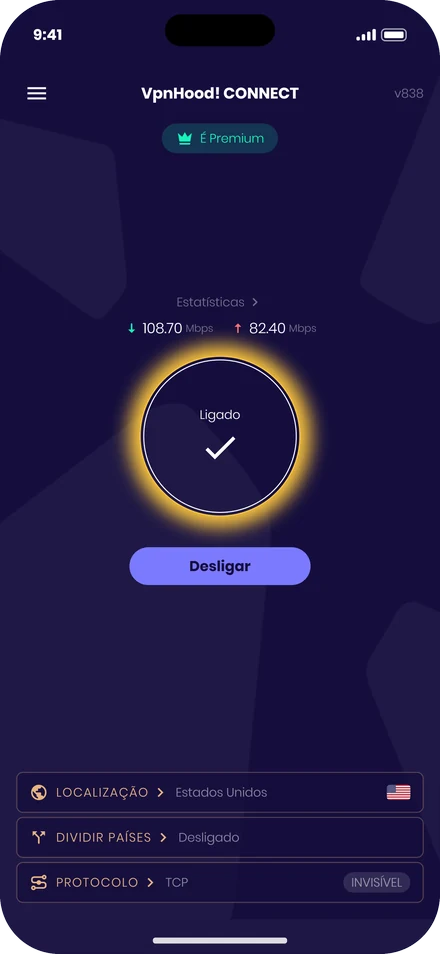 9:41
VpnHood! CONNECT
v838
É Premium
Estatísticas
108.70 Mbps 82.40 Mbps
Ligado
Desligar
LOCALIZAÇÃO Estados Unidos
DIVIDIR PAÍSES Desligado
PROTOCOLO TCP INVISÍVEL